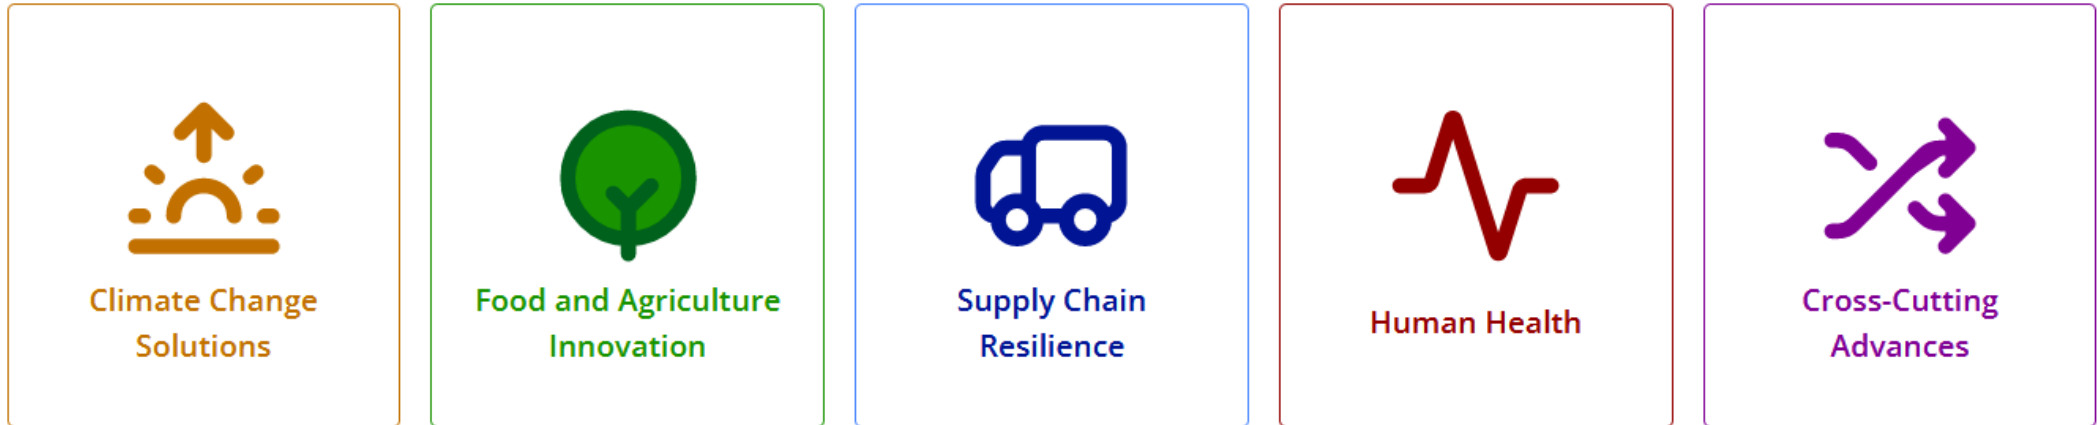 Climate Change
Solutions
Food and Agriculture
Innovation
Supply Chain
Resilience
Human Health
Cross-Cutting
Advances